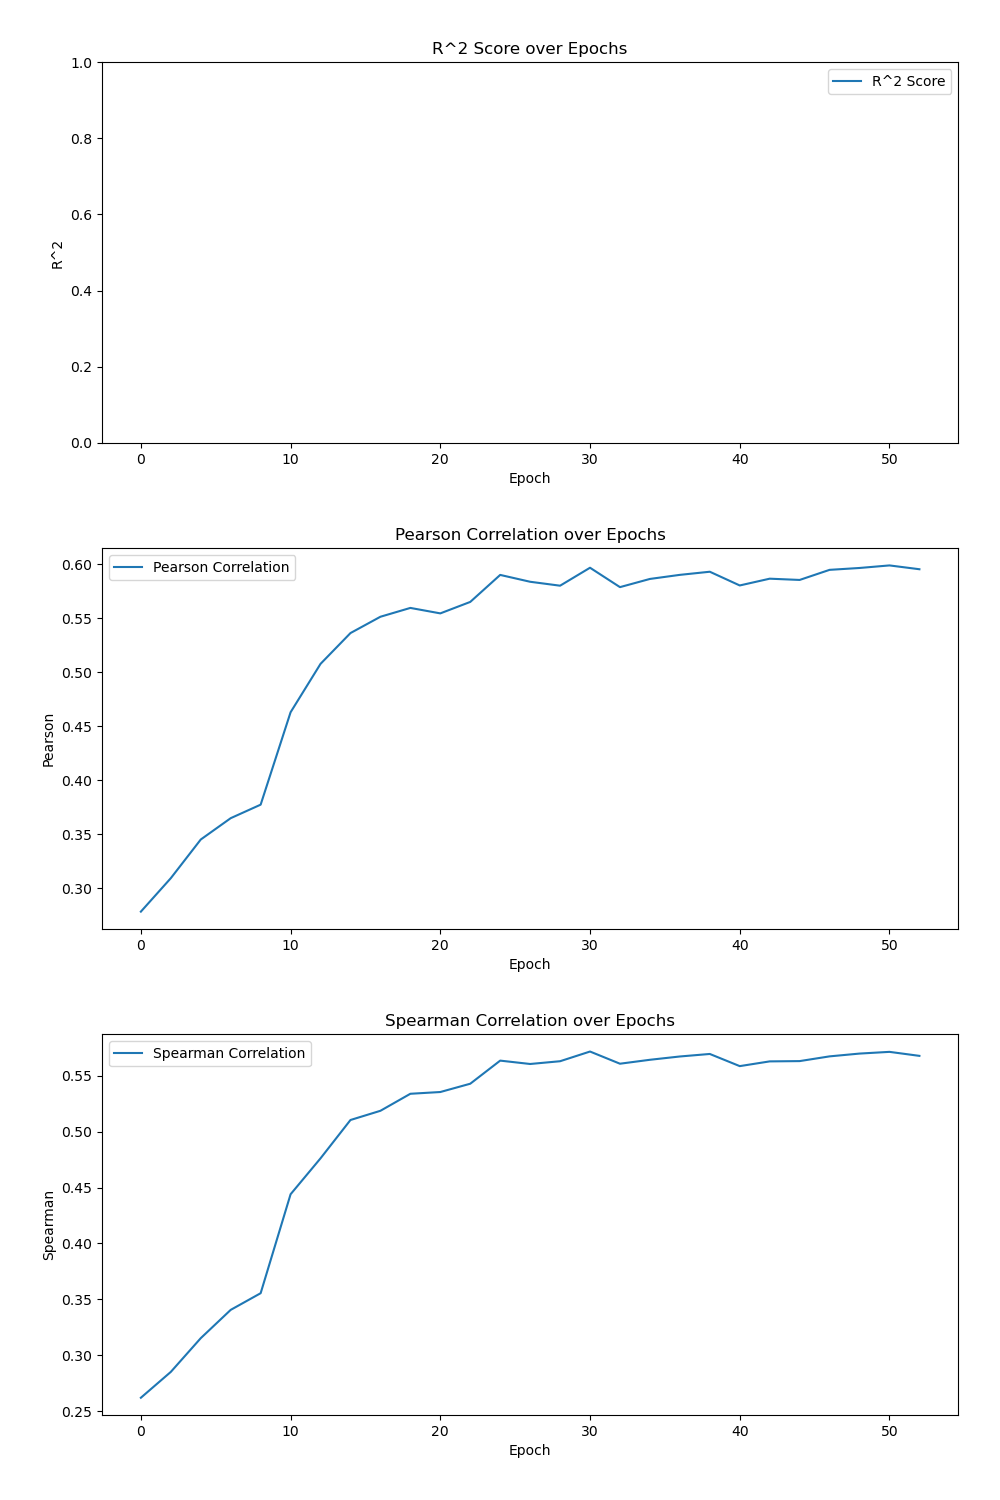 R^2 Score over Epochs
1.0
R^2 Score
0.8
0.6
R^2
0.4
0.2
0.0
0 10 20 30 40 50
Epoch
Pearson Correlation over Epochs
0.60
Pearson Correlation
0.55
0.50
0.45
Pearson
0.40
0.35
0.30
0 10 20 30 40 50
Epoch
Spearman Correlation over Epochs
Spearman Correlation
0.55
0.50
0.45
Spearman
0.40
0.35
0.30
0.25
0 10 20 30 40 50
Epoch